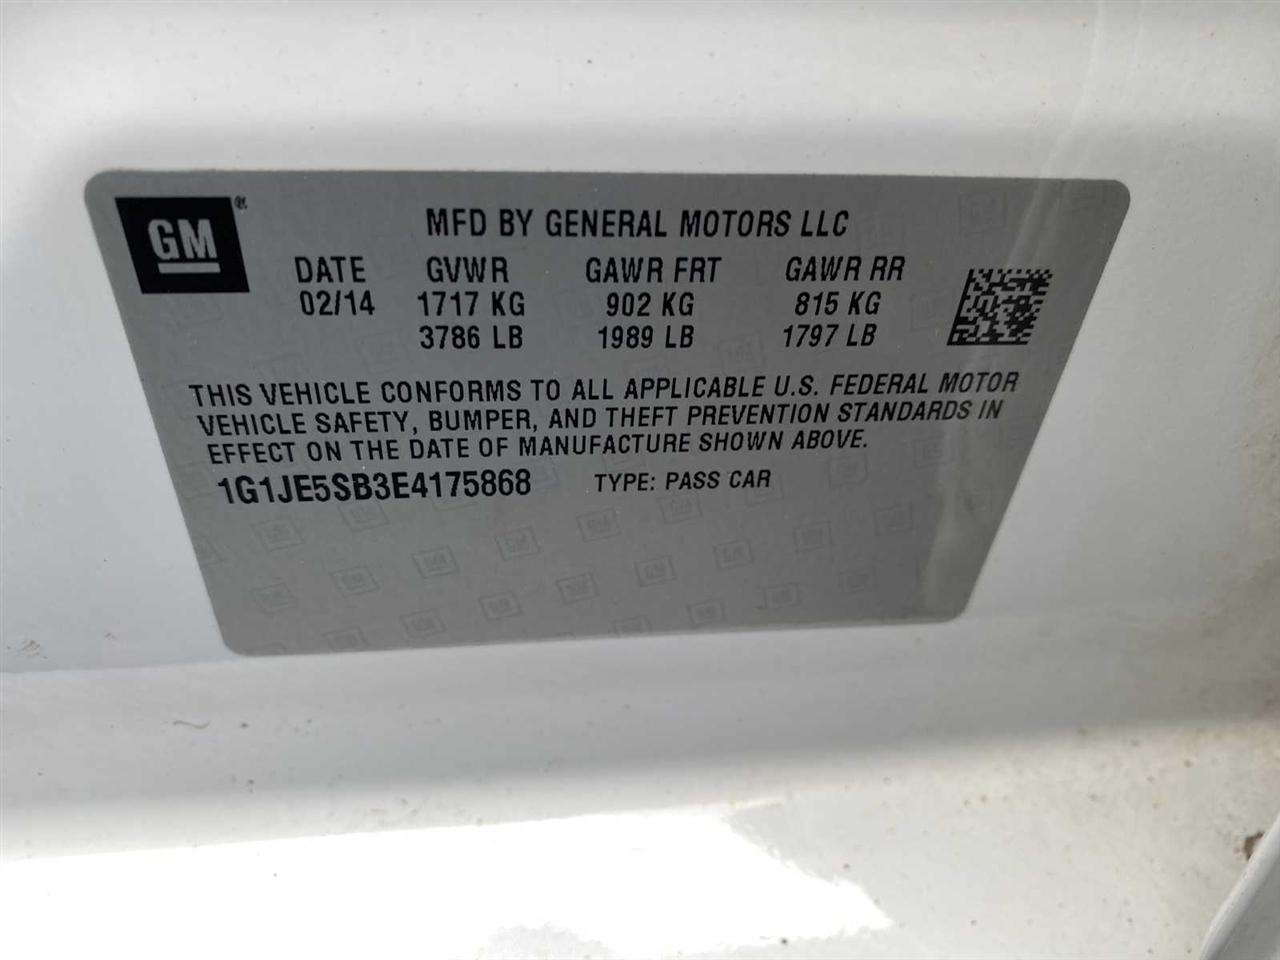 GM®
MFD BY GENERAL MOTORS LLC
DATE GVWR GAWR FRT GAWR RR
02/14 1717 KG 902 KG 815 KG
3786 LB 1989 LB 1797 LB
THIS VEHICLE CONFORMS TO ALL APPLICABLE U.S. FEDERAL MOTOR
VEHICLE SAFETY, BUMPER, AND THEFT PREVENTION STANDARDS IN
EFFECT ON THE DATE OF MANUFACTURE SHOWN ABOVE.
1G1JE5SB3E4175868 TYPE: PASS CAR